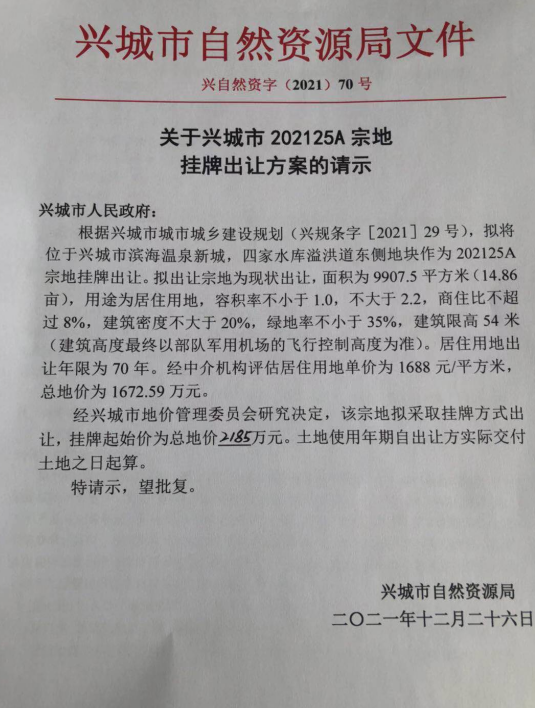 兴城市自然资源局文件
兴自然资字（2021）70 号
关于兴城市 202125A 宗地
挂牌出让方案的请示
兴城市人民政府：
根据兴城市城市城乡建设规划（兴规条字［2021］29 号），拟将
位于兴城市滨海温泉新城，四家水库溢洪道东侧地块作为 202125A
宗地挂牌出让。拟出让宗地为现状出让，面积为 9907.5 平方米（14.86
亩），用途为居住用地，容积率不小于 1.0，不大于 2.2，商住比不超
过 8%，建筑密度不大于 20%，绿地率不小于 35%，建筑限高 54 米
（建筑高度最终以部队军用机场的飞行控制高度为准）。居住用地出
让年限为 70 年。经中介机构评估居住用地单价为 1688 元/平方米，
总地价为 1672.59 万元。
经兴城市地价管理委员会研究决定，该宗地拟采取挂牌方式出
让，挂牌起始价为总地价2185万元。土地使用年期自出让方实际交付
土地之日起算。
特请示，望批复。
兴城市自然资源局
二〇二一年十二月二十六日